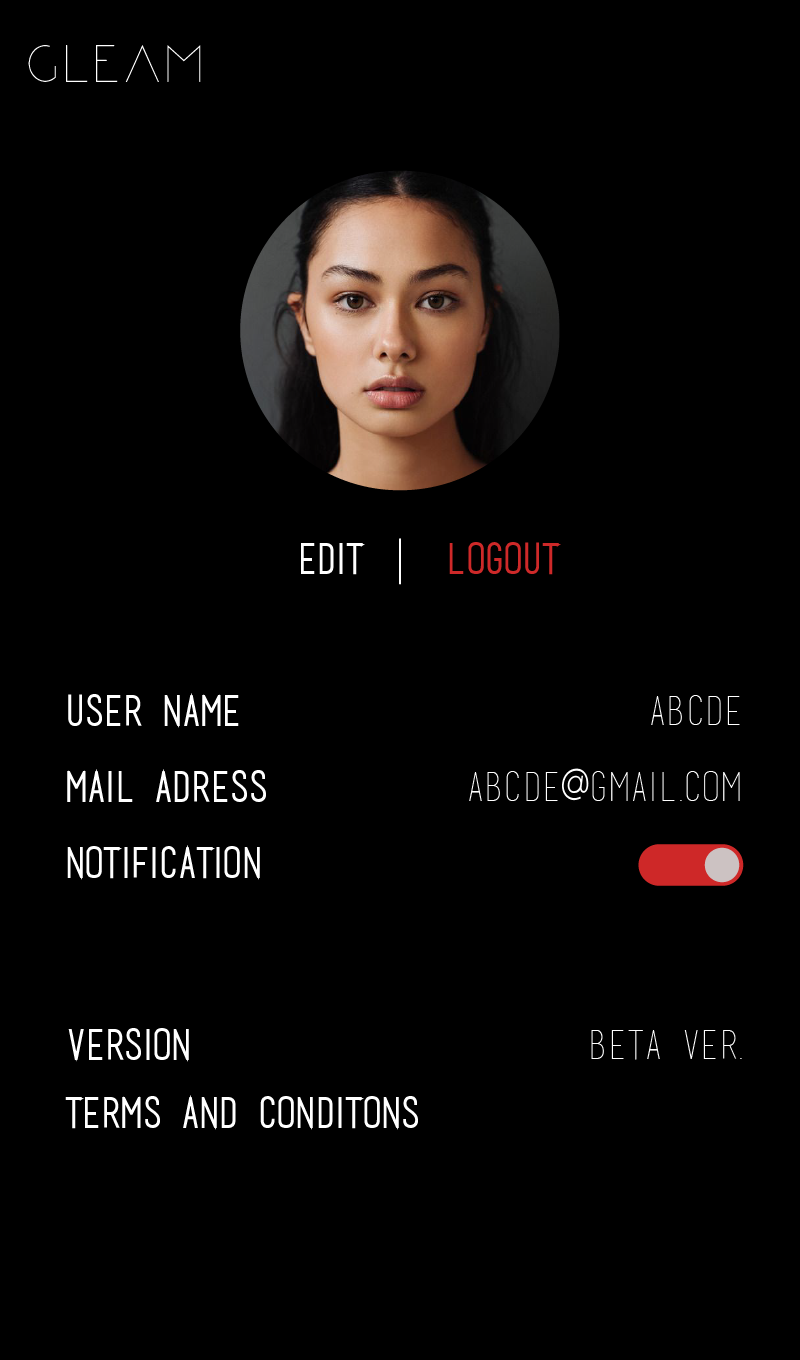 GLEAM
EDIT | LOGOUT
USER NAME ABCDE
MAIL ADRESS ABCDE@GMAIL.COM
NOTIFICATION
VERSION BETA VER.
TERMS AND CONDITONS